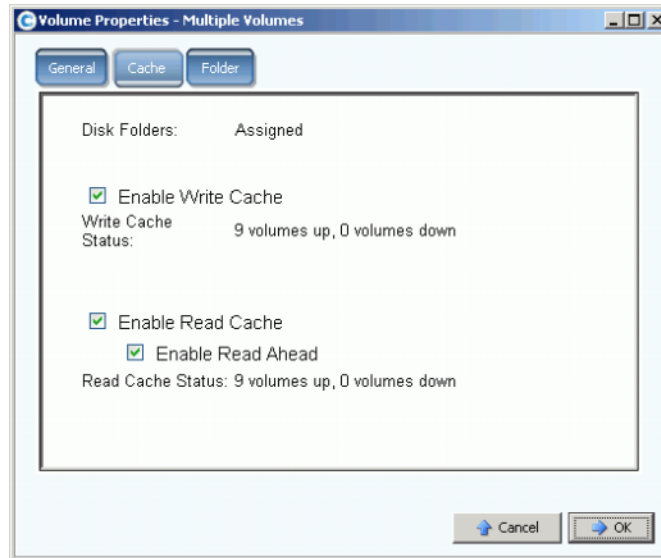 Volume Properties - Multiple Volumes
General Cache Folder
Disk Folders: Assigned
Enable Write Cache
Write Cache
Status: 9 volumes up, 0 volumes down
Enable Read Cache
Enable Read Ahead
Read Cache Status: 9 volumes up, 0 volumes down
Cancel OK